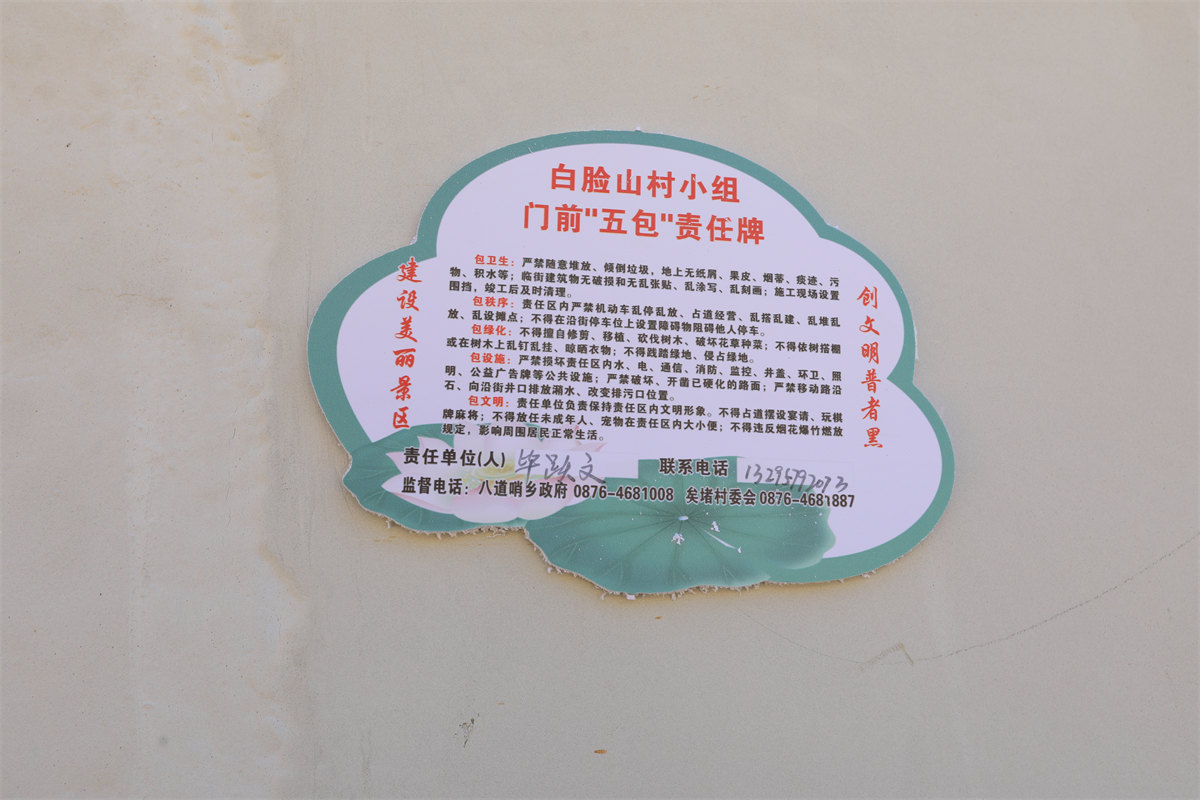 白脸山村小组
门前"五包"责任牌
建设美丽景区
包卫生：严禁随意堆放、倾倒垃圾，地上无纸屑、果皮、烟蒂、痰迹、污
物、积水等；临街建筑物无破损和无乱张贴、乱涂写、乱刻画；施工现场设置
围挡，竣工后及时清理。
包秩序：责任区内严禁机动车乱停乱放、占道经营、乱搭乱建、乱堆乱
放、乱设摊点；不得在沿街停车位上设置障碍物阻碍他人停车。
包绿化：不得擅自修剪、移植、砍伐树木、破坏花草种菜；不得依树搭棚
或在树木上乱钉乱挂、晾晒衣物；不得践踏绿地、侵占绿地。
包设施：严禁损坏责任区内水、电、通信、消防、监控、井盖、环卫、照
明、公益广告牌等公共设施；严禁破坏、开凿已硬化的路面；严禁移动路沿
石、向沿街井口排放潲水、改变排污口位置。
包文明：责任单位负责保持责任区内文明形象。不得占道摆设宴请、玩棋
牌麻将；不得放任未成年人、宠物在责任区内大小便；不得违反烟花爆竹燃放
规定，影响周围居民正常生活。
创文明普者黑
责任单位(人) 毕跃文 联系电话
监督电话：八道哨乡政府 0876-4681008 矣堵村委会 0876-4681887